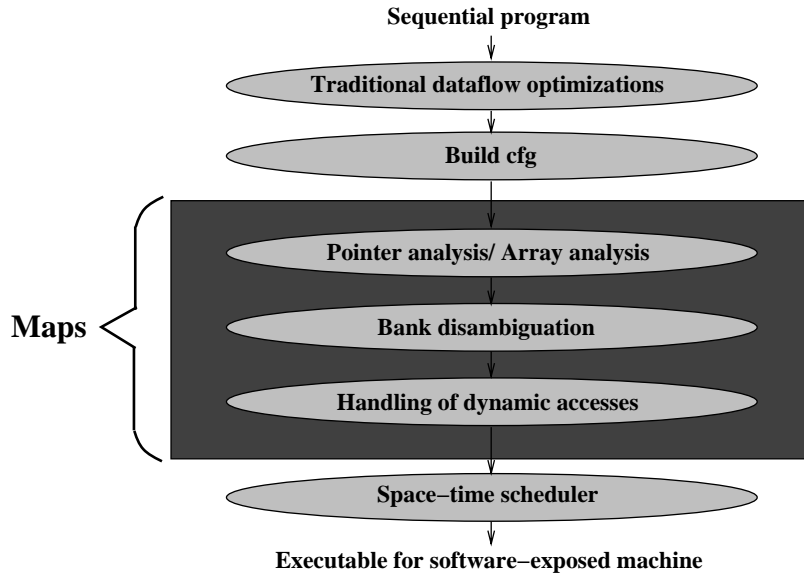 Sequential program
Traditional dataflow optimizations
Build cfg
Pointer analysis/ Array analysis
Maps
Bank disambiguation
Handling of dynamic accesses
Space−time scheduler
Executable for software−exposed machine